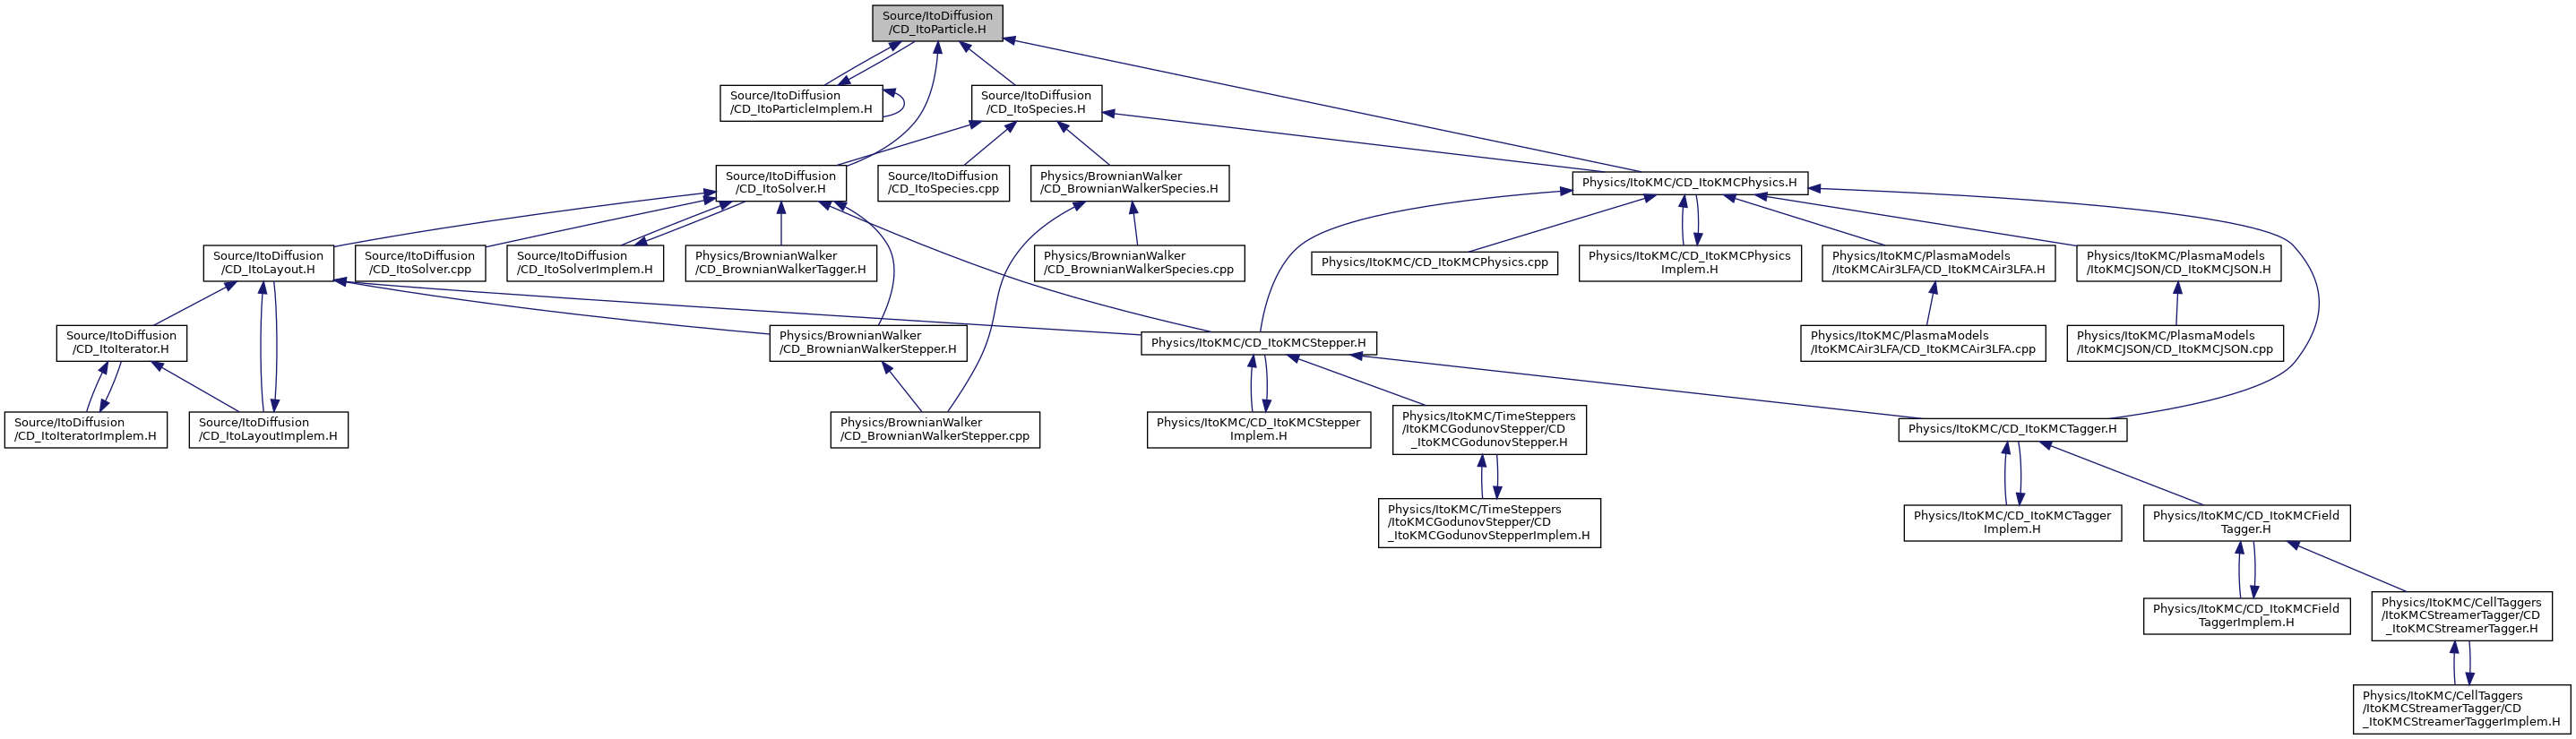 Source/ItoDiffusion
/CD_ItoParticle.H
Source/ItoDiffusion
/CD_ItoParticleImplem.H
Source/ItoDiffusion
/CD_ItoSpecies.H
Source/ItoDiffusion
/CD_ItoSolver.H
Source/ItoDiffusion
/CD_ItoSpecies.cpp
Physics/BrownianWalker
/CD_BrownianWalkerSpecies.H
Physics/ItoKMC/CD_ItoKMCPhysics.H
Source/ItoDiffusion
/CD_ItoLayout.H
Source/ItoDiffusion
/CD_ItoSolver.cpp
Source/ItoDiffusion
/CD_ItoSolverImplem.H
Physics/BrownianWalker
/CD_BrownianWalkerTagger.H
Physics/BrownianWalker
/CD_BrownianWalkerSpecies.cpp
Physics/ItoKMC/CD_ItoKMCPhysics.cpp
Physics/ItoKMC/CD_ItoKMCPhysics
Implem.H
Physics/ItoKMC/PlasmaModels
/ItoKMCAir3LFA/CD_ItoKMCAir3LFA.H
Physics/ItoKMC/PlasmaModels
/ItoKMCJSON/CD_ItoKMCJSON.H
Source/ItoDiffusion
/CD_ItoIterator.H
Physics/BrownianWalker
/CD_BrownianWalkerStepper.H
Physics/ItoKMC/CD_ItoKMCStepper.H
Physics/ItoKMC/PlasmaModels
/ItoKMCAir3LFA/CD_ItoKMCAir3LFA.cpp
Physics/ItoKMC/PlasmaModels
/ItoKMCJSON/CD_ItoKMCJSON.cpp
Source/ItoDiffusion
/CD_ItoIteratorImplem.H
Source/ItoDiffusion
/CD_ItoLayoutImplem.H
Physics/BrownianWalker
/CD_BrownianWalkerStepper.cpp
Physics/ItoKMC/CD_ItoKMCStepper
Implem.H
Physics/ItoKMC/TimeSteppers
/ItoKMCGodunovStepper/CD
_ItoKMCGodunovStepper.H
Physics/ItoKMC/CD_ItoKMCTagger.H
Physics/ItoKMC/TimeSteppers
/ItoKMCGodunovStepper/CD
_ItoKMCGodunovStepperImplem.H
Physics/ItoKMC/CD_ItoKMCTagger
Implem.H
Physics/ItoKMC/CD_ItoKMCField
Tagger.H
Physics/ItoKMC/CD_ItoKMCField
TaggerImplem.H
Physics/ItoKMC/CellTaggers
/ItoKMCStreamerTagger/CD
_ItoKMCStreamerTagger.H
Physics/ItoKMC/CellTaggers
/ItoKMCStreamerTagger/CD
_ItoKMCStreamerTaggerImplem.H